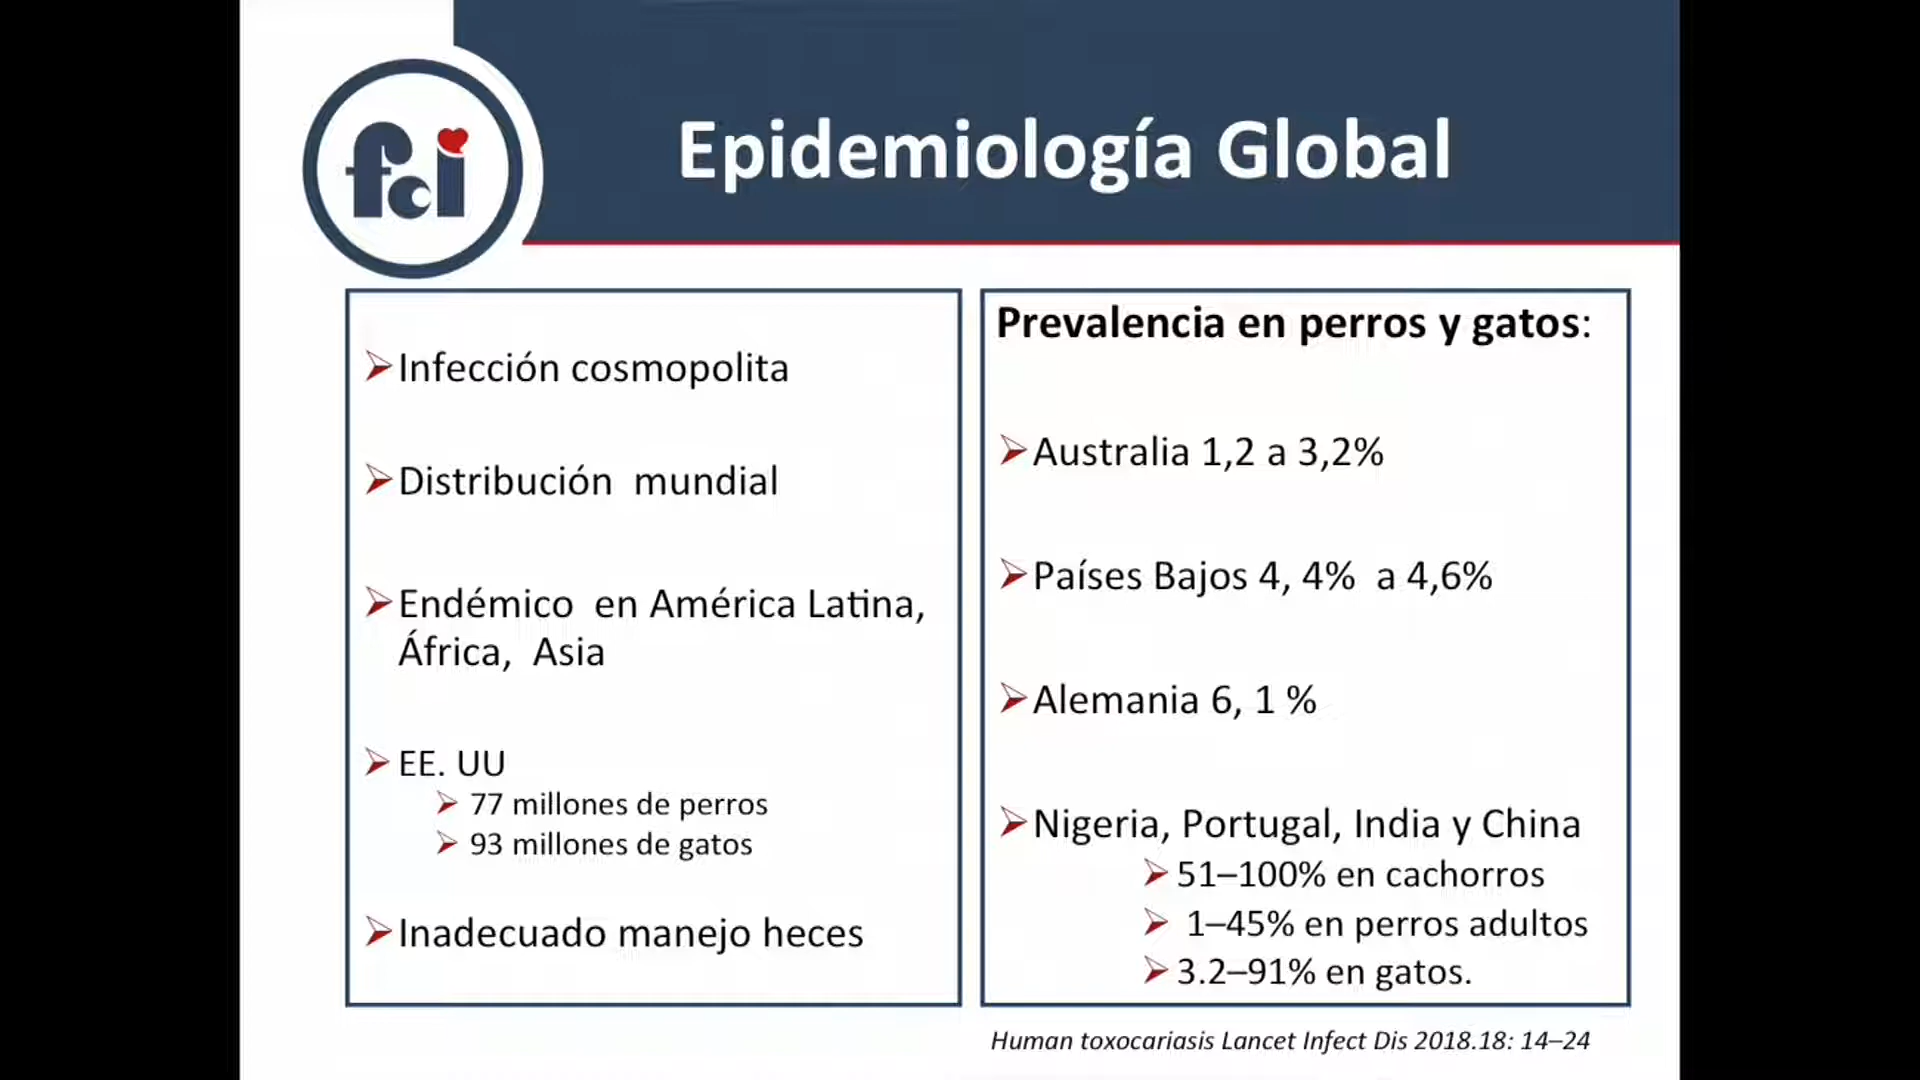 fci
Epidemiología Global
Infección cosmopolita
Distribución mundial
Endémico en América Latina,
África, Asia
EE. UU
77 millones de perros
93 millones de gatos
Inadecuado manejo heces
Prevalencia en perros y gatos:
Australia 1,2 a 3,2%
Países Bajos 4, 4% a 4,6%
Alemania 6, 1 %
Nigeria, Portugal, India y China
51–100% en cachorros
1–45% en perros adultos
3.2–91% en gatos.
Human toxocariasis Lancet Infect Dis 2018.18: 14–24